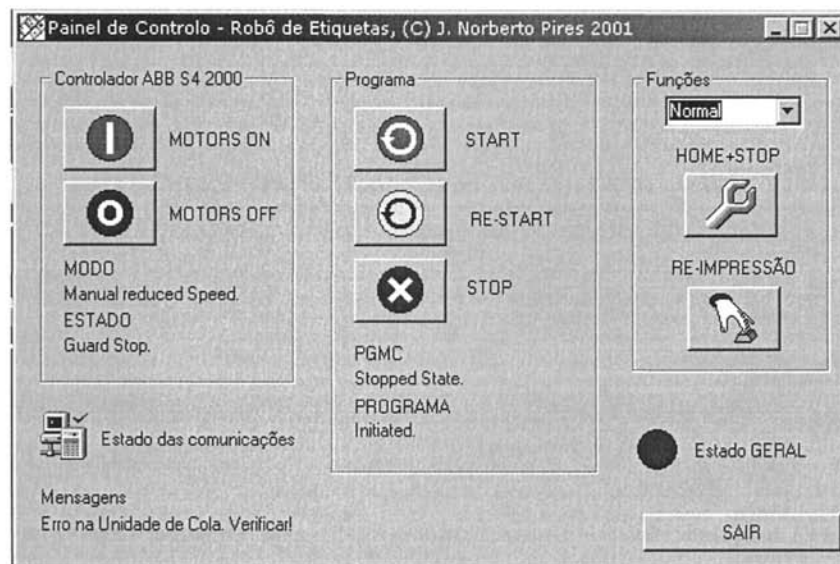 Painel de Controlo - Robô de Etiquetas, (C) J. Norberto Pires 2001
Controlador ABB S4 2000
MOTORS ON
MOTORS OFF
MODO
Manual reduced Speed.
ESTADO
Guard Stop.
Programa
START
RE-START
STOP
PGMC
Stopped State.
PROGRAMA
Initiated.
Funções
Normal
HOME+STOP
RE-IMPRESSÃO
Estado das comunicações
Estado GERAL
Mensagens
Erro na Unidade de Cola. Verificar!
SAIR